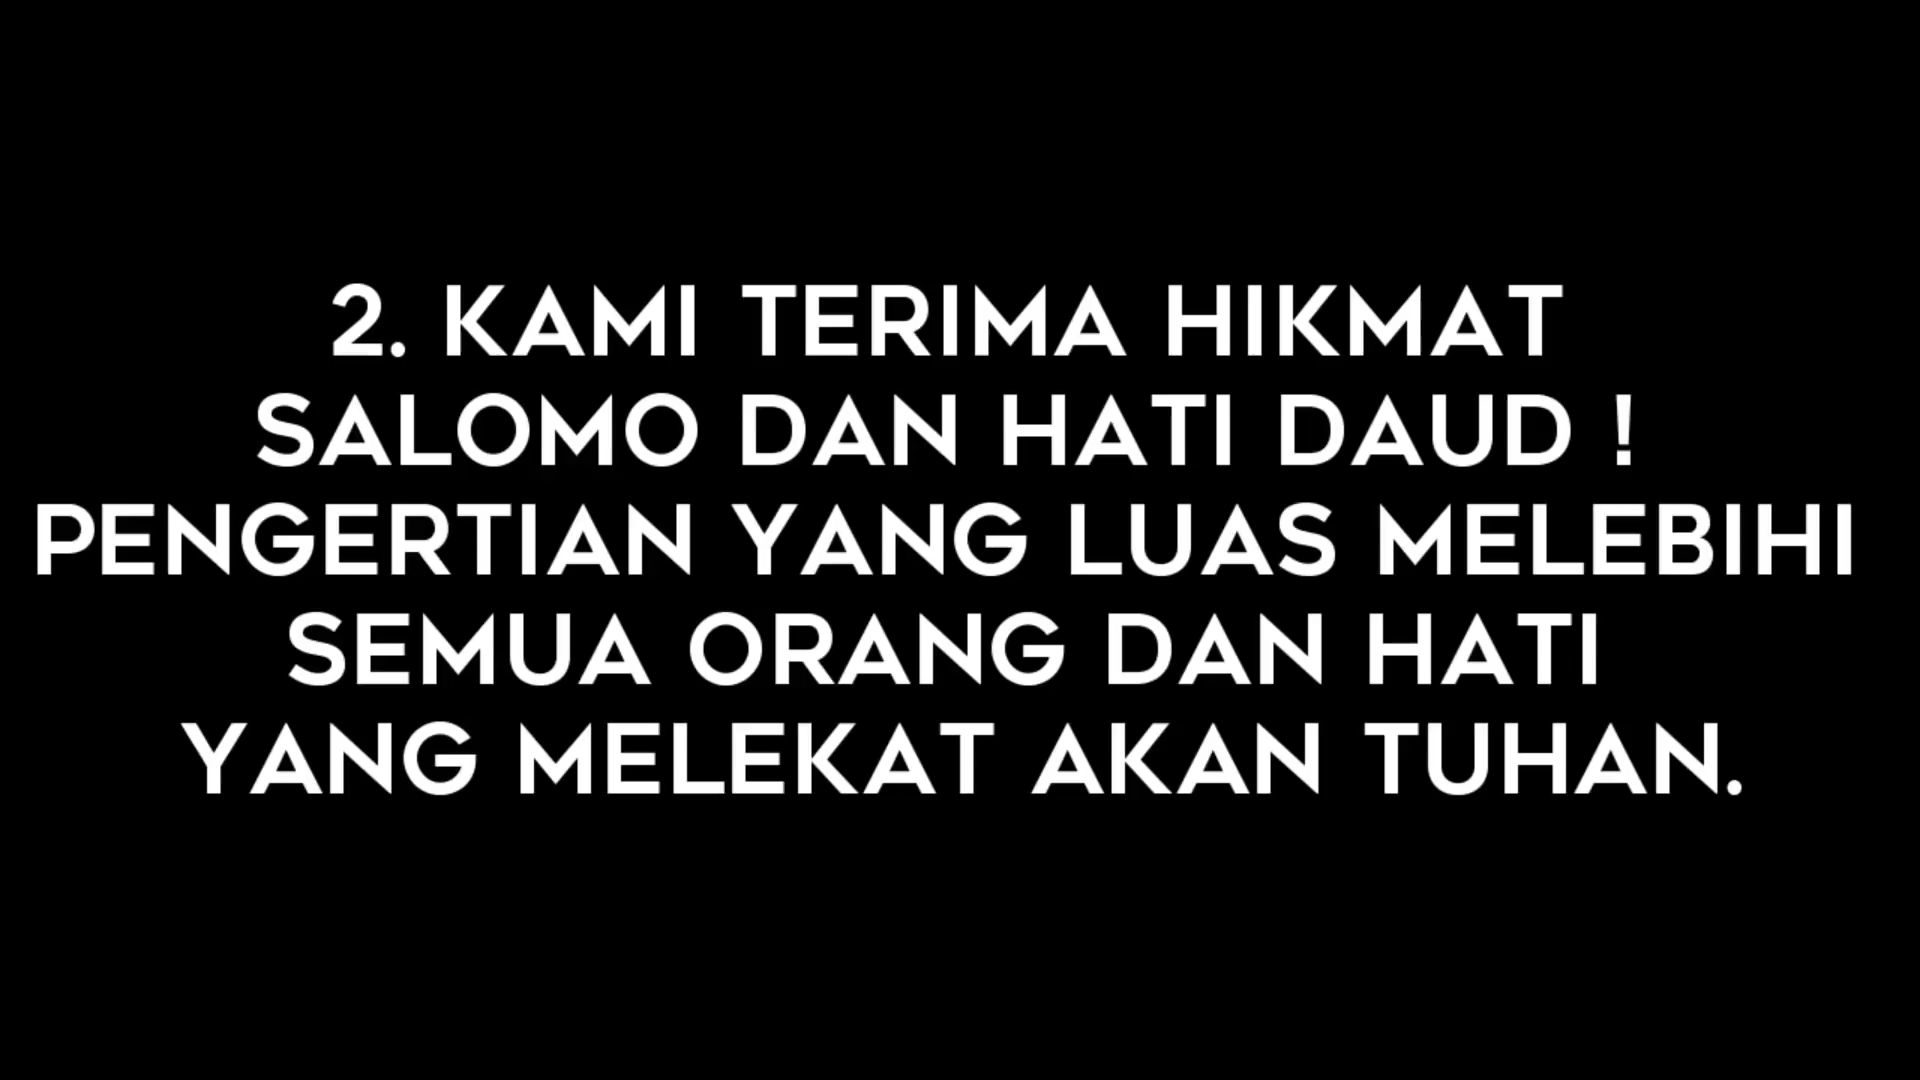 2. KAMI TERIMA HIKMAT
SALOMO DAN HATI DAUD !
PENGERTIAN YANG LUAS MELEBIHI
SEMUA ORANG DAN HATI
YANG MELEKAT AKAN TUHAN.